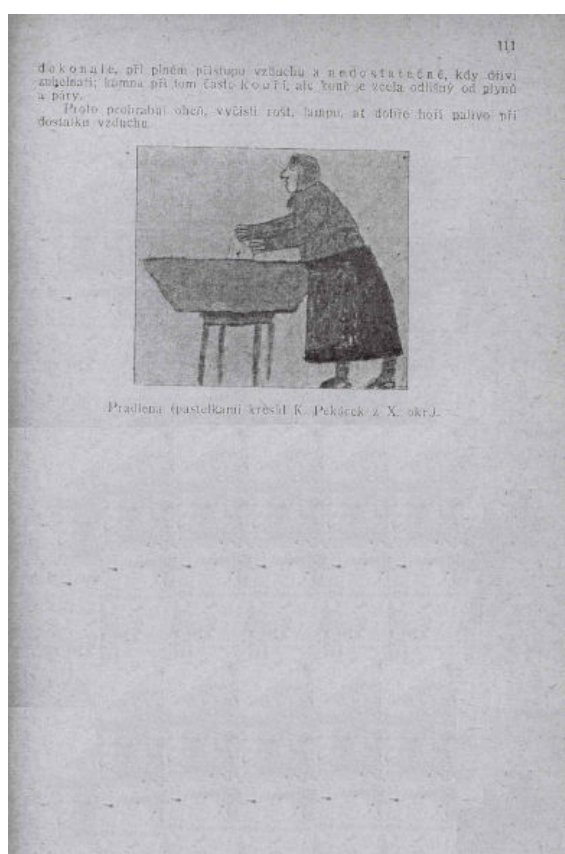 111
dokonale, při plném přístupu vzduchu a nedostatečně, kdy dříví
zuhelnatí; kamna při tom často kouří, ale kouř je zcela odlišný od plynů
a páry.
Proto prohrabai oheň, vyčisti rošt, lampu, ať dobře hoří palivo při
dostatku vzduchu.
Pradlena (pastelkami kreslil K. Pekáček z X. okr.).